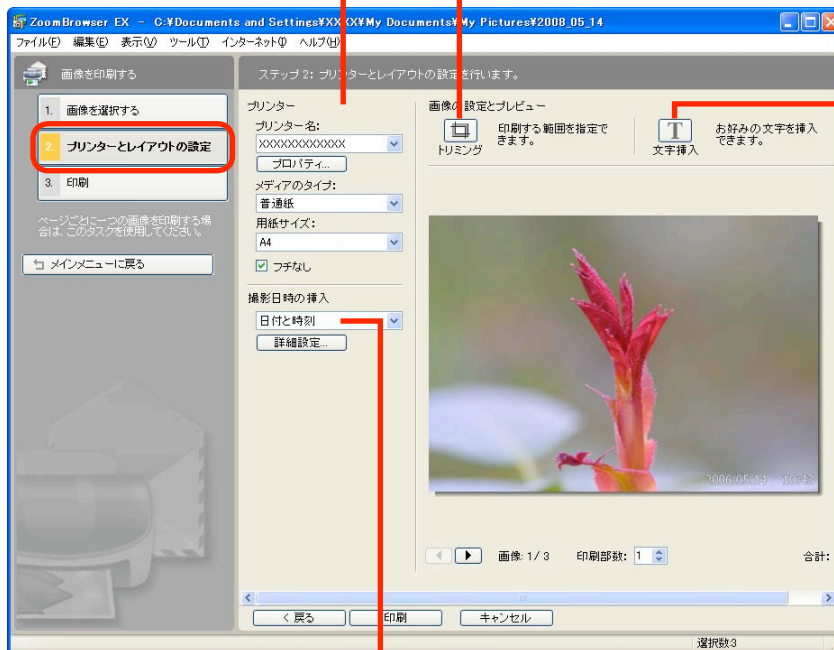 ZoomBrowser EX - C:¥Documents and Settings¥XXXX¥My Documents¥My Pictures¥2008_05_14
ファイル(F) 編集(E) 表示(V) ツール(T) インターネット(I) ヘルプ(H)
画像を印刷する
1. 画像を選択する
2. プリンターとレイアウトの設定
3. 印刷
ページごとに一つの画像を印刷する場
合は、このタスクを使用してください。
メインメニューに戻る
ステップ 2: プリンターとレイアウトの設定を行います。
プリンター
プリンター名:
XXXXXXXXXXXXX
プロパティ...
メディアのタイプ:
普通紙
用紙サイズ:
A4
フチなし
撮影日時の挿入
日付と時刻
詳細設定...
画像の設定とプレビュー
トリミング
印刷する範囲を指定で
きます。
T
文字挿入
お好みの文字を挿入
できます。
2006/05/14 10:43
画像: 1 / 3 印刷部数: 1 合計:
< 戻る 印刷 キャンセル
選択数:3